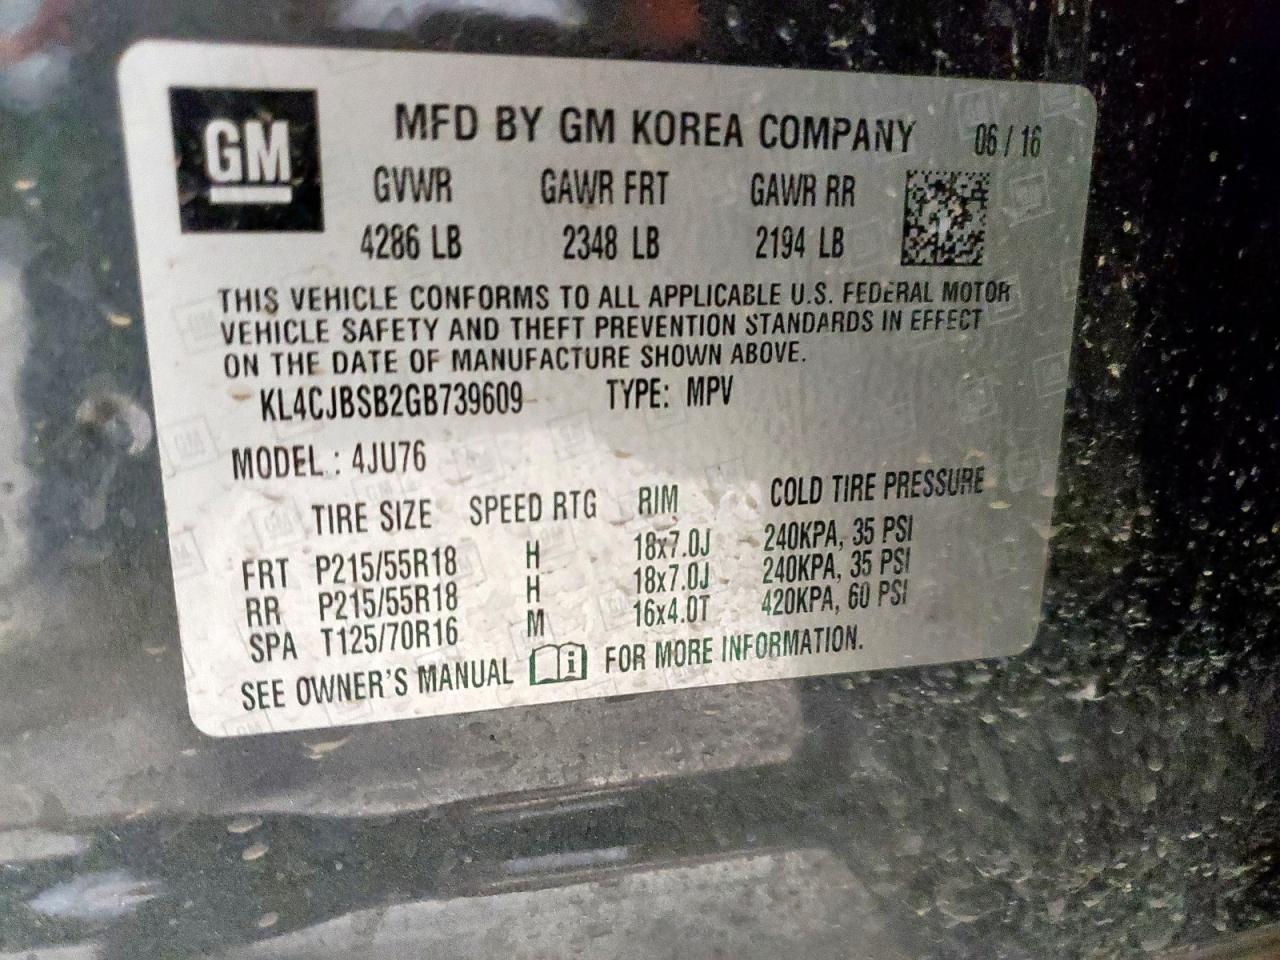 GM
MFD BY GM KOREA COMPANY 06 / 16
GVWR GAWR FRT GAWR RR
4286 LB 2348 LB 2194 LB
THIS VEHICLE CONFORMS TO ALL APPLICABLE U.S. FEDERAL MOTOR
VEHICLE SAFETY AND THEFT PREVENTION STANDARDS IN EFFECT
ON THE DATE OF MANUFACTURE SHOWN ABOVE.
KL4CJBSB2GB739609 TYPE: MPV
MODEL : 4JU76
TIRE SIZE SPEED RTG RIM COLD TIRE PRESSURE
FRT P215/55R18 H 18x7.0J 240KPA, 35 PSI
RR P215/55R18 H 18x7.0J 240KPA, 35 PSI
SPA T125/70R16 M 16x4.0T 420KPA, 60 PSI
SEE OWNER'S MANUAL i FOR MORE INFORMATION.